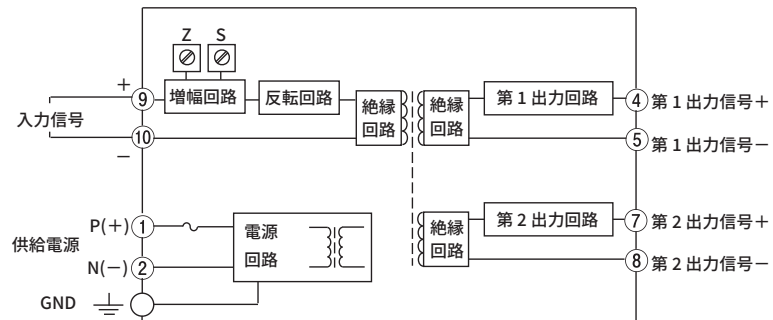 Z S
+
⑨ 増幅回路 反転回路 絶縁回路 絶縁回路 第1出力回路 ④ 第1出力信号+
入力信号
⑩ ⑤ 第1出力信号−
−
P(+) ① 電源回路 絶縁回路 第2出力回路 ⑦ 第2出力信号+
供給電源
N(−) ② ⑧ 第2出力信号−
GND